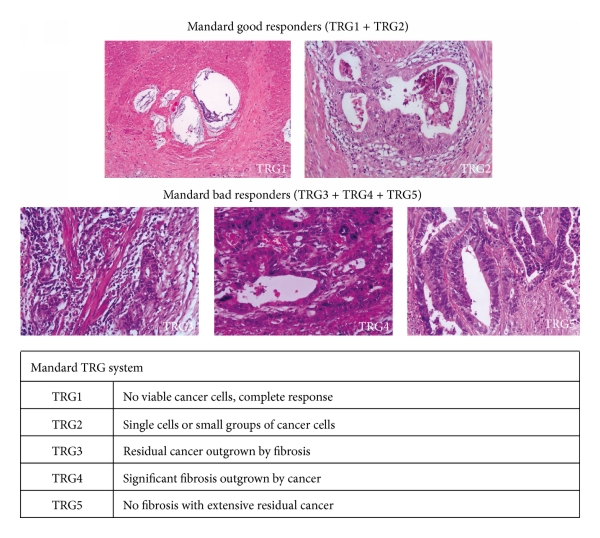 Mandard good responders (TRG1 + TRG2)
TRG1
TRG2
Mandard bad responders (TRG3 + TRG4 + TRG5)
TRG3
TRG4
TRG5
Mandard TRG system
TRG1 No viable cancer cells, complete response
TRG2 Single cells or small groups of cancer cells
TRG3 Residual cancer outgrown by fibrosis
TRG4 Significant fibrosis outgrown by cancer
TRG5 No fibrosis with extensive residual cancer